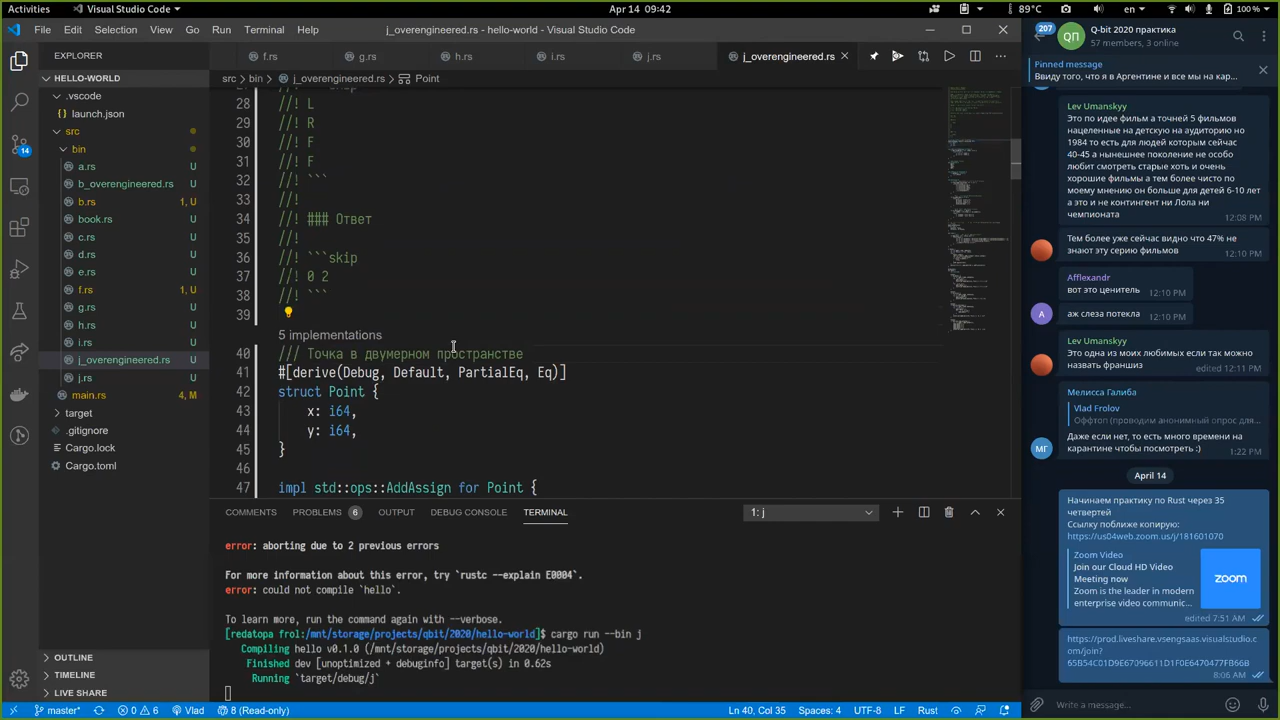 Activities
Visual Studio Code
Apr 14 09:42
89°C
en
100 %
File Edit Selection View Go Run Terminal Help
j_overengineered.rs - hello-world - Visual Studio Code
EXPLORER
HELLO-WORLD
.vscode
launch.json
src
bin
a.rs U
b_overengineered.rs U
b.rs 1, U
book.rs U
c.rs U
d.rs U
e.rs U
f.rs 1, U
g.rs U
h.rs U
i.rs U
j_overengineered.rs U
j.rs U
main.rs 4, M
target
.gitignore
Cargo.lock
Cargo.toml
OUTLINE
TIMELINE
LIVE SHARE
14
f.rs g.rs h.rs i.rs j.rs j_overengineered.rs
src > bin > j_overengineered.rs > Point
28 //! L
29 //! R
30 //! F
31 //! F
32 //! ```
33 //!
34 //! ### Ответ
35 //!
36 //! ```skip
37 //! 0 2
38 //! ```
39
5 implementations
40 /// Точка в двумерном пространстве
41 #[derive(Debug, Default, PartialEq, Eq)]
42 struct Point {
43 x: i64,
44 y: i64,
45 }
46
47 impl std::ops::AddAssign for Point {
COMMENTS PROBLEMS 6 OUTPUT DEBUG CONSOLE TERMINAL
1: j
error: aborting due to 2 previous errors
For more information about this error, try `rustc --explain E0004`.
error: could not compile `hello`.
To learn more, run the command again with --verbose.
[redatopa frol:/mnt/storage/projects/qbit/2020/hello-world]$ cargo run --bin j
Compiling hello v0.1.0 (/mnt/storage/projects/qbit/2020/hello-world)
Finished dev [unoptimized + debuginfo] target(s) in 0.62s
Running `target/debug/j`
master* 0 6 Vlad 8 (Read-only)
Ln 40, Col 35 Spaces: 4 UTF-8 LF Rust
207
QП
Q-bit 2020 практика
57 members, 3 online
Pinned message
Ввиду того, что я в Аргентине и все мы на кар...
Lev Umanskyy
Это по идее фильм а точней 5 фильмов
нацеленные на детскую на аудиторию но
1984 то есть для людей которым сейчас
40-45 а нынешнее поколение не особо
любит смотреть старые хоть и очень
хорошие фильмы а тем более чисто по
моему мнению он больше для детей 6-10 лет
а это и не контингент ни Лола ни
чемпионата
12:08 PM
Тем более уже сейчас видно что 47% не
знают эту серию фильмов
12:10 PM
Afflexandr
вот это ценитель
12:10 PM
A
аж слеза потекла
12:10 PM
Lev Umanskyy
Это одна из моих любимых если так можно
назвать франшиз
edited 12:11 PM
Мелисса Галиба
Vlad Frolov
Оффтоп (проводим анонимный опрос для...
Даже если нет, то есть много времени на
карантине чтобы посмотреть :)
1:22 PM
МГ
April 14
Начинаем практику по Rust через 35
четвертей
Ссылку поближе копирую:
https://us04web.zoom.us/j/181601070
Zoom Video
Join our Cloud HD Video
Meeting now
Zoom is the leader in modern
enterprise video communic...
zoom
edited 7:51 AM
https://prod.liveshare.vsengsaas.visualstudio.co
m/join?
65B54C01D9E67096611D1F0E6470477FB66B
8:06 AM
Write a message...